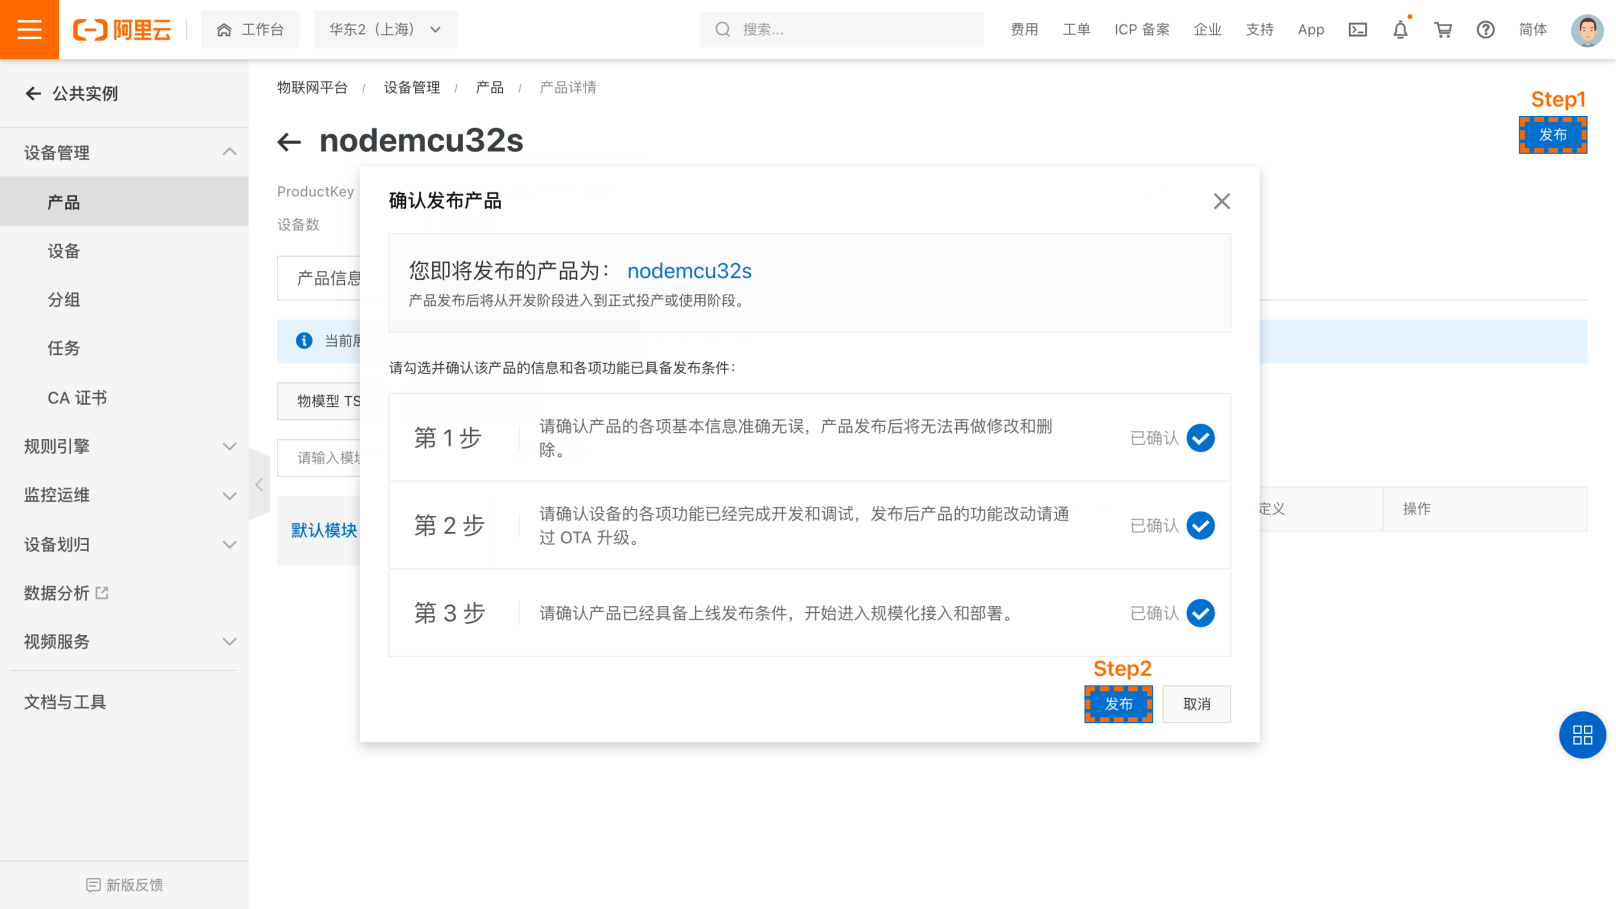 阿里云
工作台
华东2（上海）
搜索...
费用
工单
ICP 备案
企业
支持
App
简体
公共实例
设备管理
产品
设备
分组
任务
CA 证书
规则引擎
监控运维
设备划归
数据分析
视频服务
文档与工具
新版反馈
物联网平台 / 设备管理 / 产品 / 产品详情
nodemcu32s
Step1
发布
ProductKey
设备数
产品信息
当前展
物模型 TS
请输入模块
默认模块
定义
操作
确认发布产品
您即将发布的产品为： nodemcu32s
产品发布后将从开发阶段进入到正式投产或使用阶段。
请勾选并确认该产品的信息和各项功能已具备发布条件：
第 1 步
请确认产品的各项基本信息准确无误，产品发布后将无法再做修改和删
除。
已确认
第 2 步
请确认设备的各项功能已经完成开发和调试，发布后产品的功能改动请通
过 OTA 升级。
已确认
第 3 步
请确认产品已经具备上线发布条件，开始进入规模化接入和部署。
已确认
Step2
发布
取消